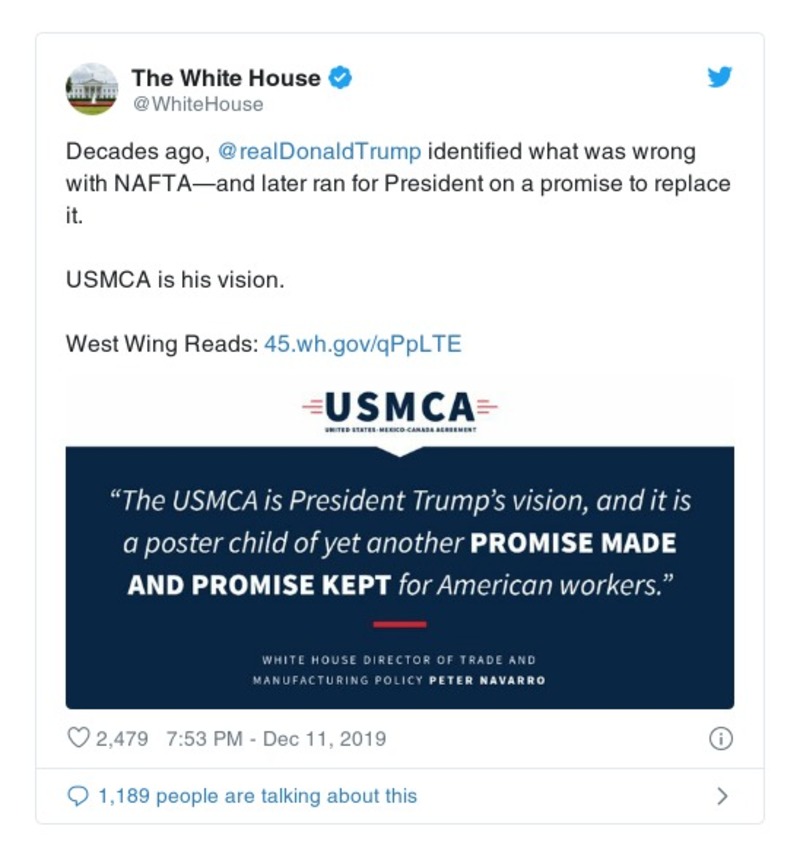 The White House
@WhiteHouse
Decades ago, @realDonaldTrump identified what was wrong
with NAFTA—and later ran for President on a promise to replace
it.
USMCA is his vision.
West Wing Reads: 45.wh.gov/qPpLTE
USMCA
UNITED STATES-MEXICO-CANADA AGREEMENT
“The USMCA is President Trump’s vision, and it is
a poster child of yet another PROMISE MADE
AND PROMISE KEPT for American workers.”
WHITE HOUSE DIRECTOR OF TRADE AND
MANUFACTURING POLICY PETER NAVARRO
2,479 7:53 PM - Dec 11, 2019
1,189 people are talking about this